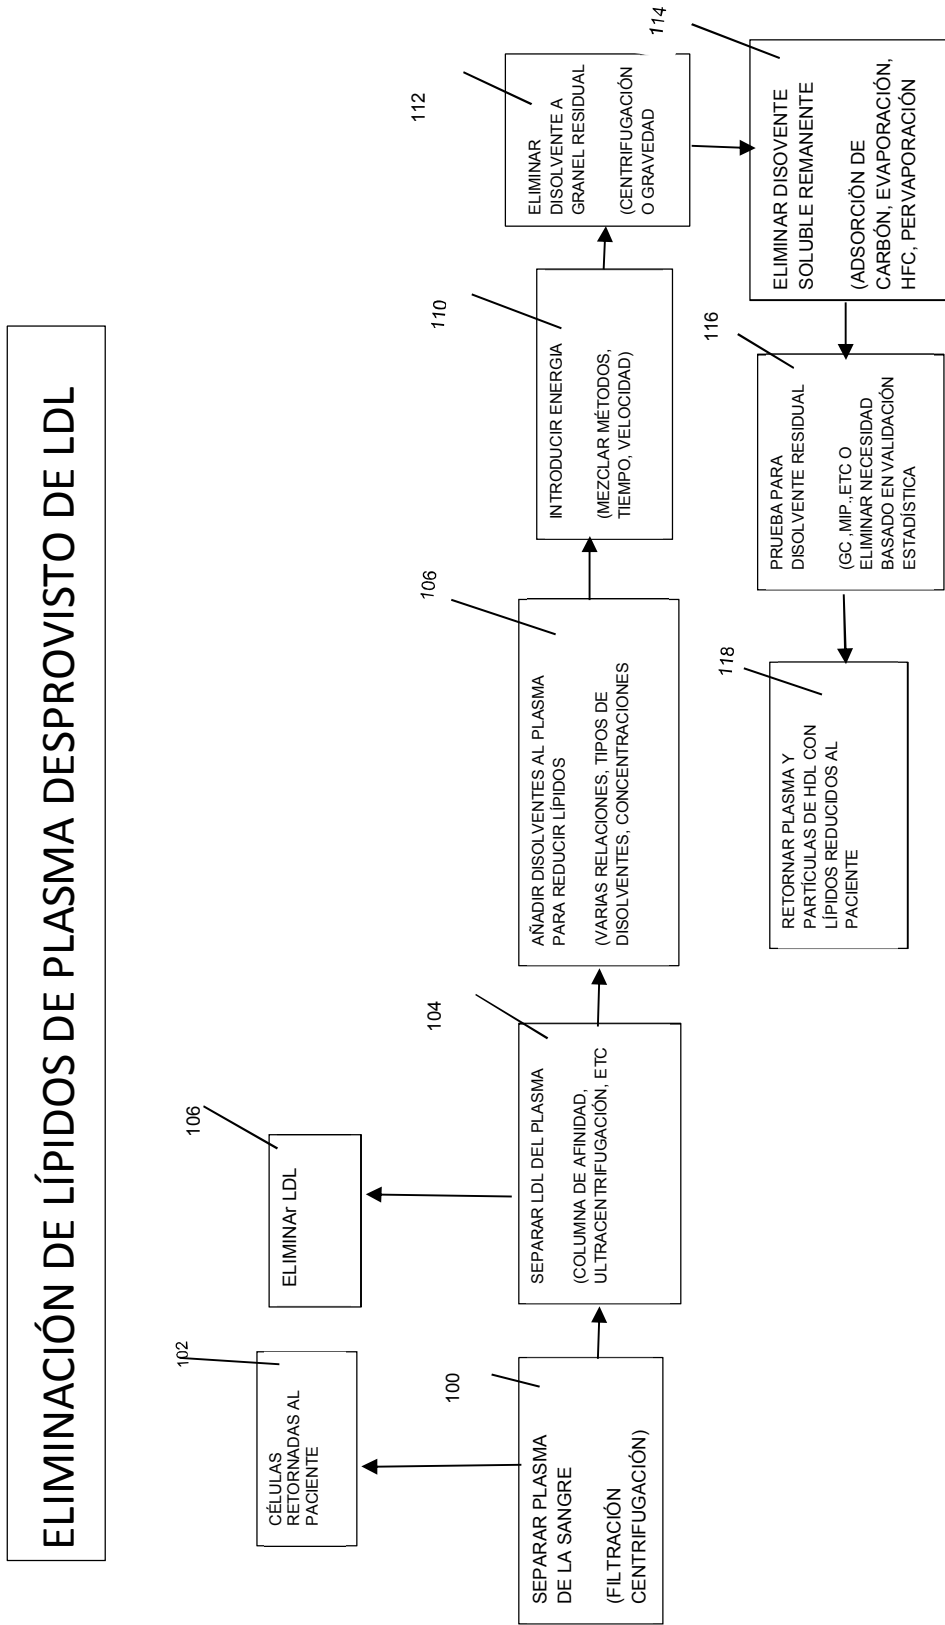 ELIMINACIÓN DE LÍPIDOS DE PLASMA DESPROVISTO DE LDL
102
CÉLULAS
RETORNADAS AL
PACIENTE
100
SEPARAR PLASMA
DE LA SANGRE
(FILTRACIÓN
CENTRIFUGACIÓN)
106
ELIMINAr LDL
104
SEPARAR LDL DEL PLASMA
(COLUMNA DE AFINIDAD,
ULTRACENTRIFUGACIÓN, ETC
106
AÑADIR DISOLVENTES AL PLASMA
PARA REDUCIR LÍPIDOS
(VARIAS RELACIONES, TIPOS DE
DISOLVENTES, CONCENTRACIONES
110
INTRODUCIR ENERGIA
(MEZCLAR MÉTODOS,
TIEMPO, VELOCIDAD)
112
ELIMINAR
DISOLVENTE A
GRANEL RESIDUAL
(CENTRIFUGACIÓN
O GRAVEDAD
114
ELIMINAR DISOVENTE
SOLUBLE REMANENTE
(ADSORCIÓN DE
CARBÓN, EVAPORACIÓN,
HFC, PERVAPORACIÓN
116
PRUEBA PARA
DISOLVENTE RESIDUAL
(GC ,MIP.,ETC O
ELIMINAR NECESIDAD
BASADO EN VALIDACIÓN
ESTADÍSTICA
118
RETORNAR PLASMA Y
PARTÍCULAS DE HDL CON
LÍPIDOS REDUCIDOS AL
PACIENTE